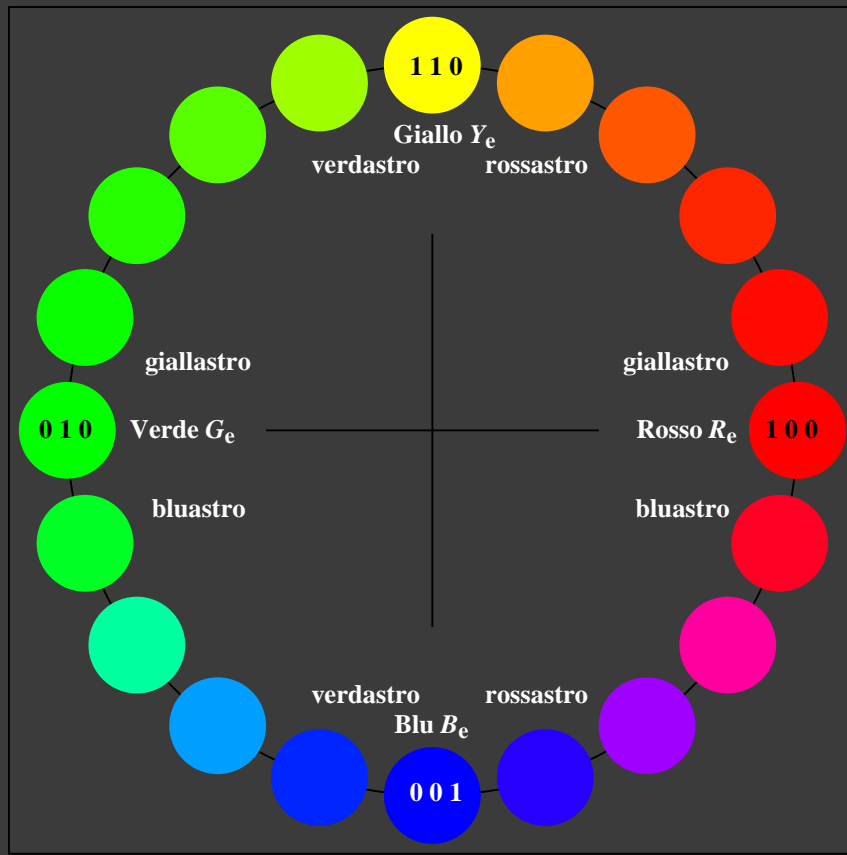 1 1 0
Giallo Yₑ
verdastro rossastro
giallastro giallastro
0 1 0 Verde Gₑ Rosso Rₑ 1 0 0
bluastro bluastro
verdastro rossastro
Blu Bₑ
0 0 1